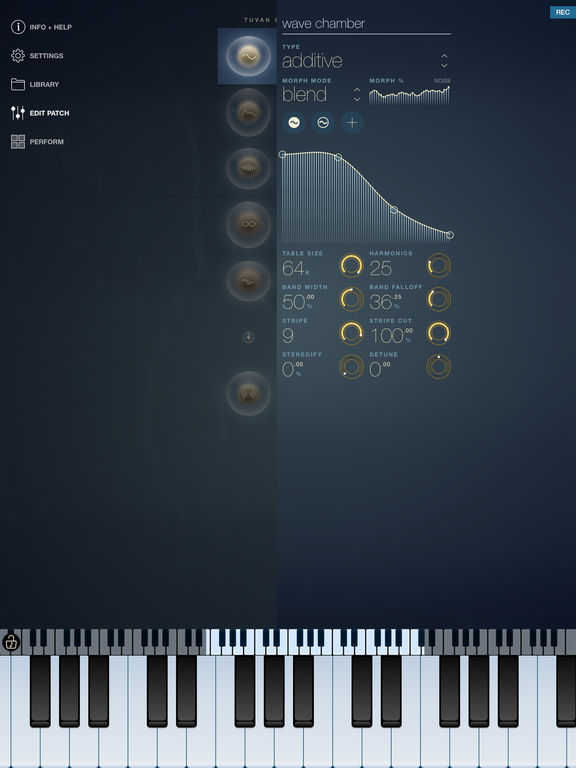 REC
TUVAN
wave chamber
INFO + HELP
SETTINGS
LIBRARY
EDIT PATCH
PERFORM
TYPE
additive
MORPH MODE
blend
MORPH %
NOISE
TABLE SIZE
64K
HARMONICS
25
BAND WIDTH
50.00 %
BAND FALLOFF
36.25 %
STRIPE
9
STRIPE CUT
100.00 %
STEREOIFY
0.00 %
DETUNE
0.00